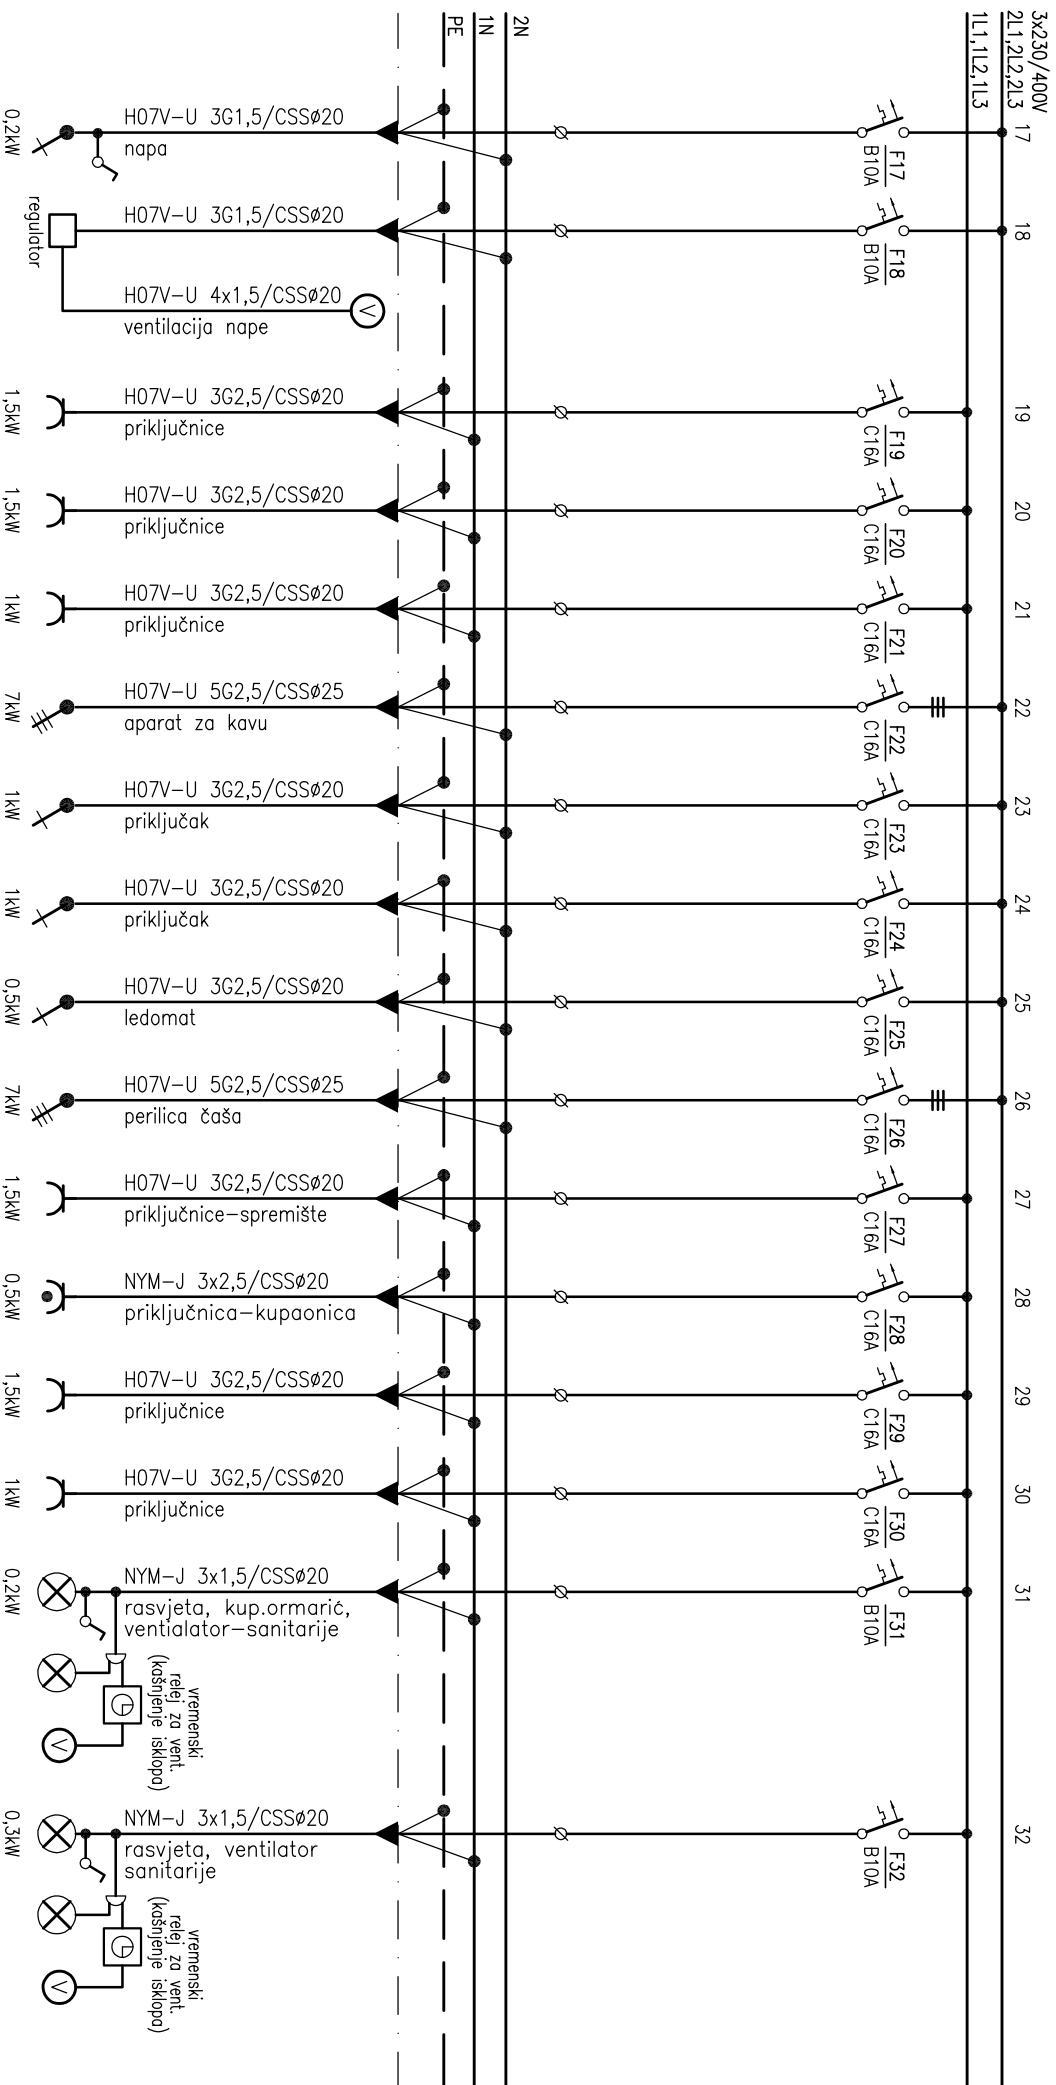 3x230/400V
2L1,2L2,2L3
1L1,1L2,1L3
2N
1N
PE
17
F17
B10A
H07V-U 3G1,5/CSSø20
napa
0,2kW
18
F18
B10A
H07V-U 3G1,5/CSSø20
regulator
H07V-U 4x1,5/CSSø20
ventilacija nape
V
19
F19
C16A
H07V-U 3G2,5/CSSø20
priključnice
1,5kW
20
F20
C16A
H07V-U 3G2,5/CSSø20
priključnice
1,5kW
21
F21
C16A
H07V-U 3G2,5/CSSø20
priključnice
1kW
22
F22
C16A
H07V-U 5G2,5/CSSø25
aparat za kavu
7kW
23
F23
C16A
H07V-U 3G2,5/CSSø20
priključak
1kW
24
F24
C16A
H07V-U 3G2,5/CSSø20
priključak
1kW
25
F25
C16A
H07V-U 3G2,5/CSSø20
ledomat
0,5kW
26
F26
C16A
H07V-U 5G2,5/CSSø25
perilica čaša
7kW
27
F27
C16A
H07V-U 3G2,5/CSSø20
priključnice-spremište
1,5kW
28
F28
C16A
NYM-J 3x2,5/CSSø20
priključnica-kupaonica
0,5kW
29
F29
C16A
H07V-U 3G2,5/CSSø20
priključnice
1,5kW
30
F30
C16A
H07V-U 3G2,5/CSSø20
priključnice
1kW
31
F31
B10A
NYM-J 3x1,5/CSSø20
rasvjeta, kup.ormarić,
ventialator-sanitarije
0,2kW
vremenski
relej za vent.
(kašnjenje isklopa)
V
32
F32
B10A
NYM-J 3x1,5/CSSø20
rasvjeta, ventilator
sanitarije
0,3kW
vremenski
relej za vent.
(kašnjenje isklopa)
V